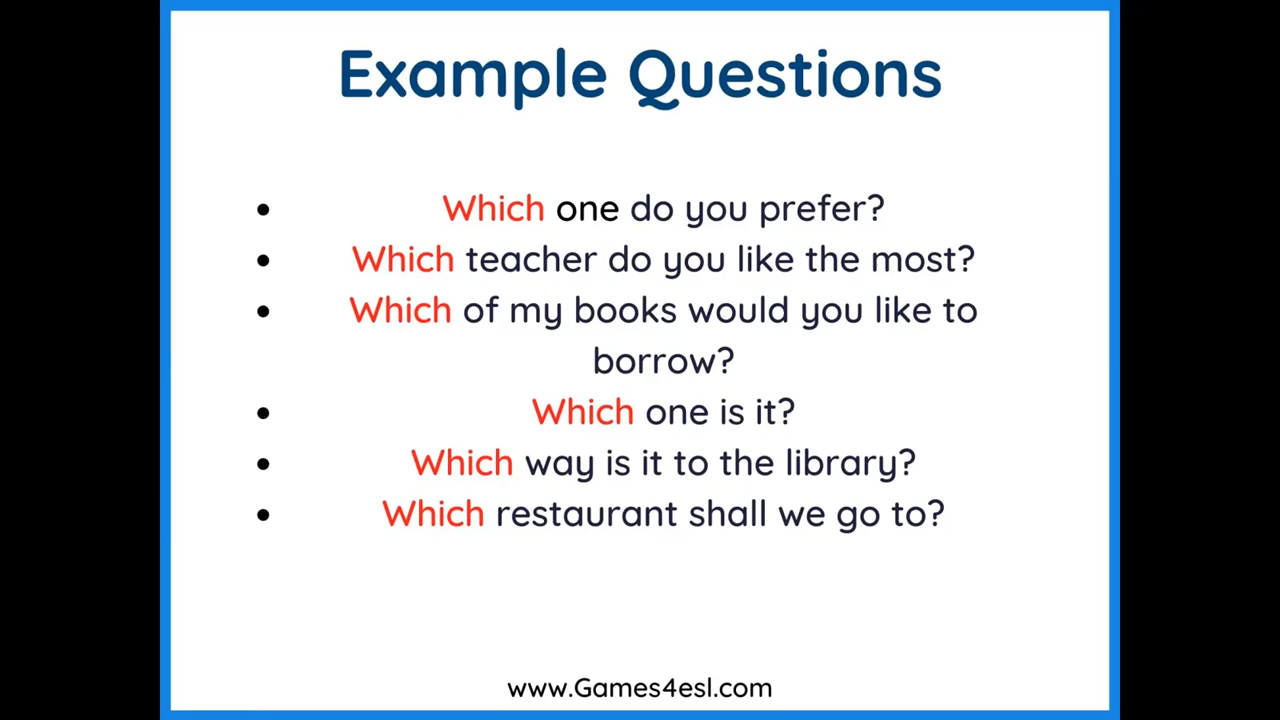 Example Questions
• Which one do you prefer?
• Which teacher do you like the most?
• Which of my books would you like to
borrow?
• Which one is it?
• Which way is it to the library?
• Which restaurant shall we go to?
www.Games4esl.com